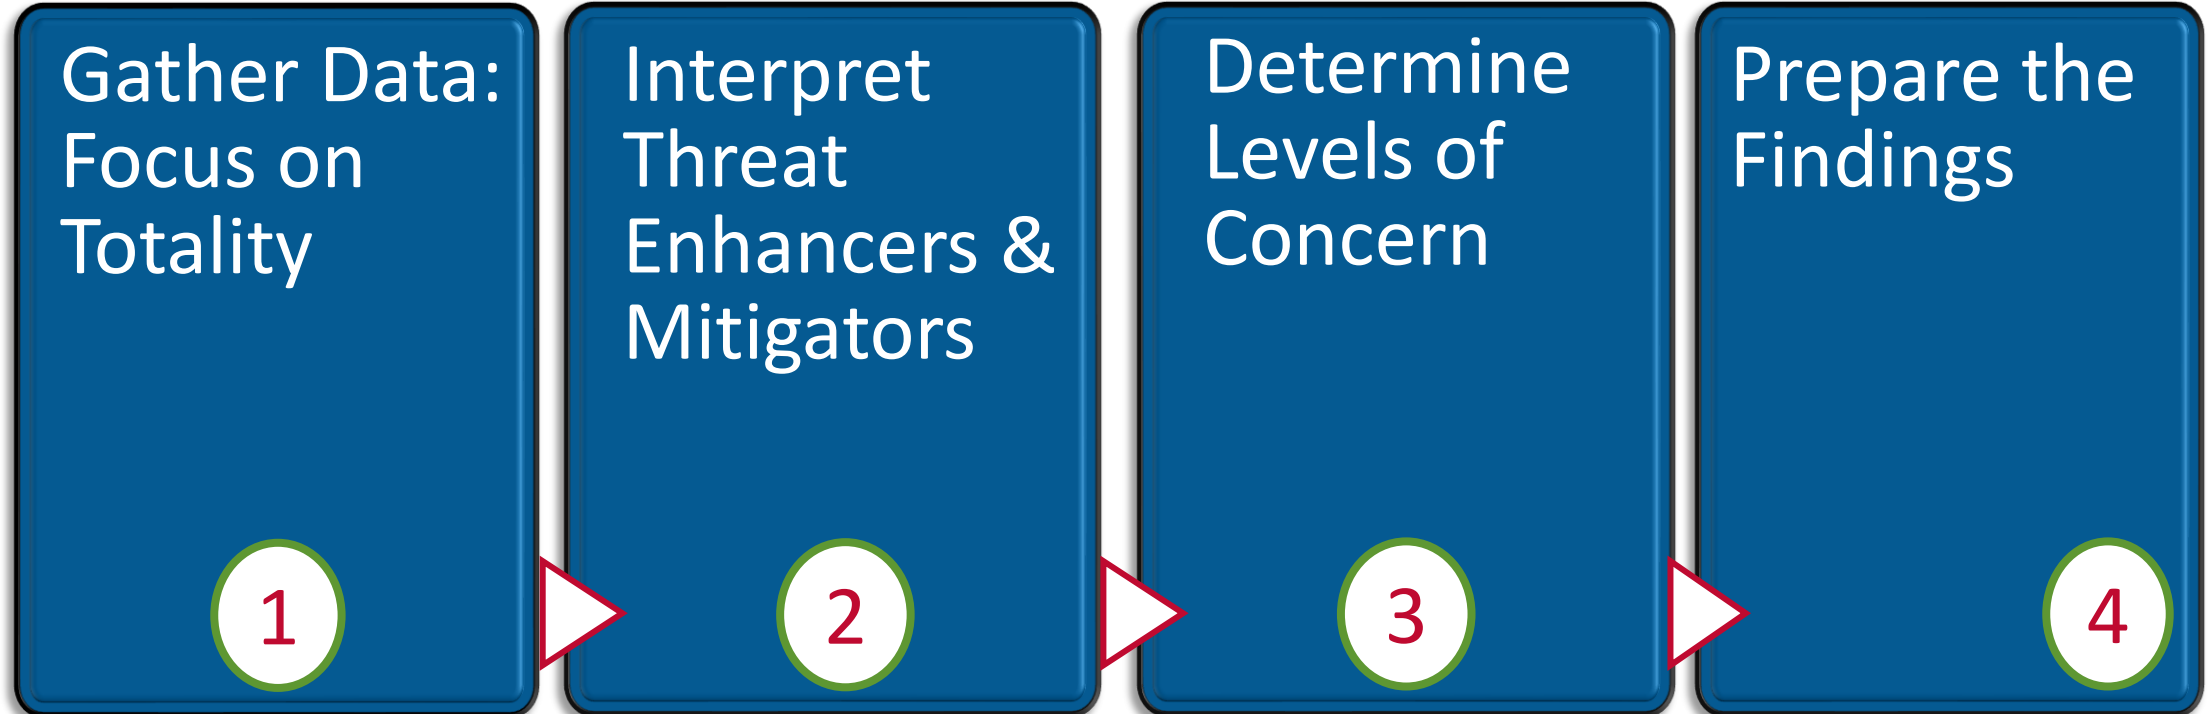 Gather Data:
Focus on
Totality
1
Interpret
Threat
Enhancers &
Mitigators
2
Determine
Levels of
Concern
3
Prepare the
Findings
4